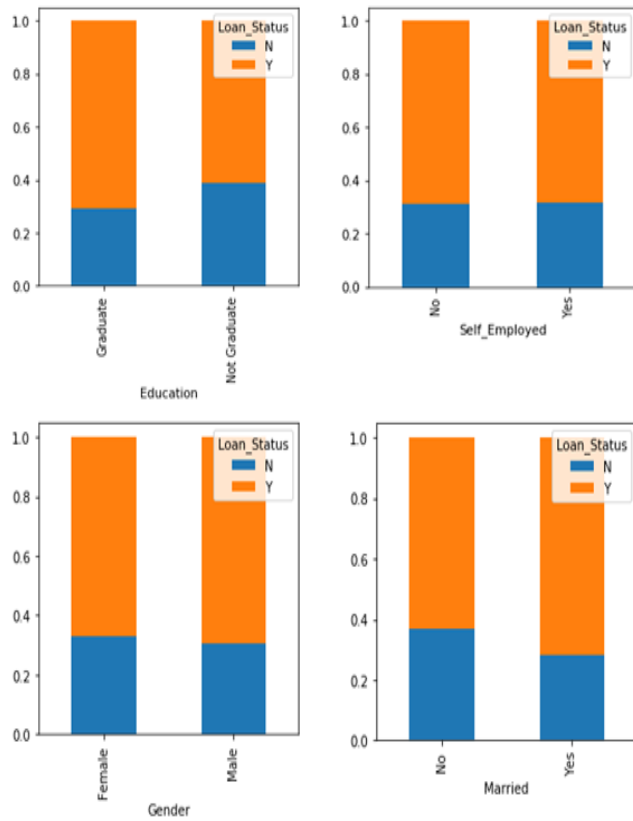 1.0
0.8
0.6
0.4
0.2
0.0
Loan_Status
N
Y
Graduate
Not Graduate
Education
1.0
0.8
0.6
0.4
0.2
0.0
Loan_Status
N
Y
No
Yes
Self_Employed
1.0
0.8
0.6
0.4
0.2
0.0
Loan_Status
N
Y
Female
Male
Gender
1.0
0.8
0.6
0.4
0.2
0.0
Loan_Status
N
Y
No
Yes
Married